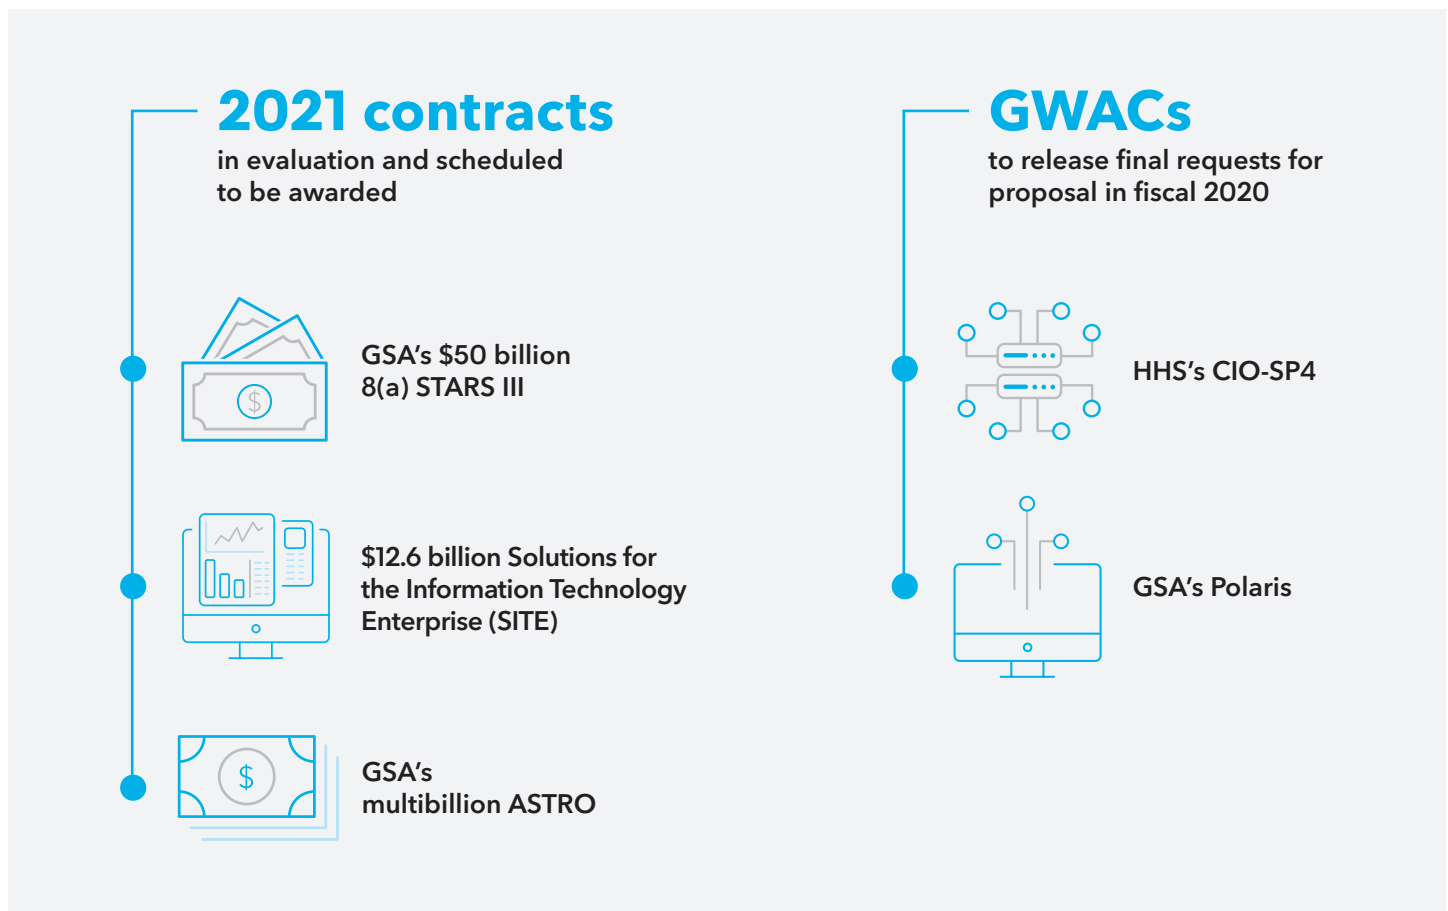 2021 contracts
in evaluation and scheduled
to be awarded
GSA’s $50 billion
8(a) STARS III
$
$12.6 billion Solutions for
the Information Technology
Enterprise (SITE)
$
GSA’s
multibillion ASTRO
GWACs
to release final requests for
proposal in fiscal 2020
HHS’s CIO-SP4
GSA’s Polaris